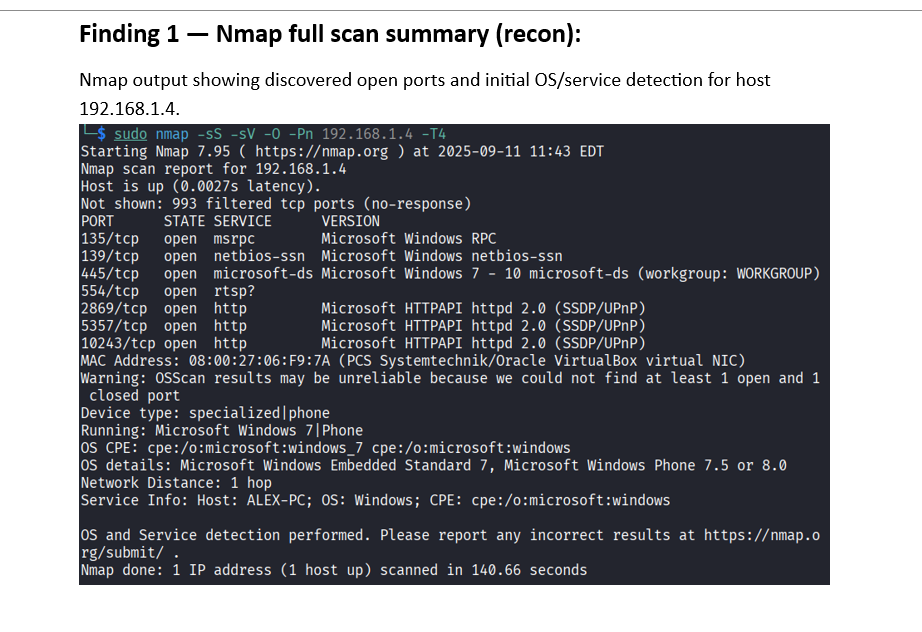 Finding 1 — Nmap full scan summary (recon):
Nmap output showing discovered open ports and initial OS/service detection for host
192.168.1.4.
└─$ sudo nmap -sS -sV -O -Pn 192.168.1.4 -T4
Starting Nmap 7.95 ( https://nmap.org ) at 2025-09-11 11:43 EDT
Nmap scan report for 192.168.1.4
Host is up (0.0027s latency).
Not shown: 993 filtered tcp ports (no-response)
PORT      STATE SERVICE      VERSION
135/tcp   open  msrpc        Microsoft Windows RPC
139/tcp   open  netbios-ssn  Microsoft Windows netbios-ssn
445/tcp   open  microsoft-ds Microsoft Windows 7 - 10 microsoft-ds (workgroup: WORKGROUP)
554/tcp   open  rtsp?
2869/tcp  open  http         Microsoft HTTPAPI httpd 2.0 (SSDP/UPnP)
5357/tcp  open  http         Microsoft HTTPAPI httpd 2.0 (SSDP/UPnP)
10243/tcp open  http         Microsoft HTTPAPI httpd 2.0 (SSDP/UPnP)
MAC Address: 08:00:27:06:F9:7A (PCS Systemtechnik/Oracle VirtualBox virtual NIC)
Warning: OSScan results may be unreliable because we could not find at least 1 open and 1
 closed port
Device type: specialized|phone
Running: Microsoft Windows 7|Phone
OS CPE: cpe:/o:microsoft:windows_7 cpe:/o:microsoft:windows
OS details: Microsoft Windows Embedded Standard 7, Microsoft Windows Phone 7.5 or 8.0
Network Distance: 1 hop
Service Info: Host: ALEX-PC; OS: Windows; CPE: cpe:/o:microsoft:windows
OS and Service detection performed. Please report any incorrect results at https://nmap.o
rg/submit/ .
Nmap done: 1 IP address (1 host up) scanned in 140.66 seconds